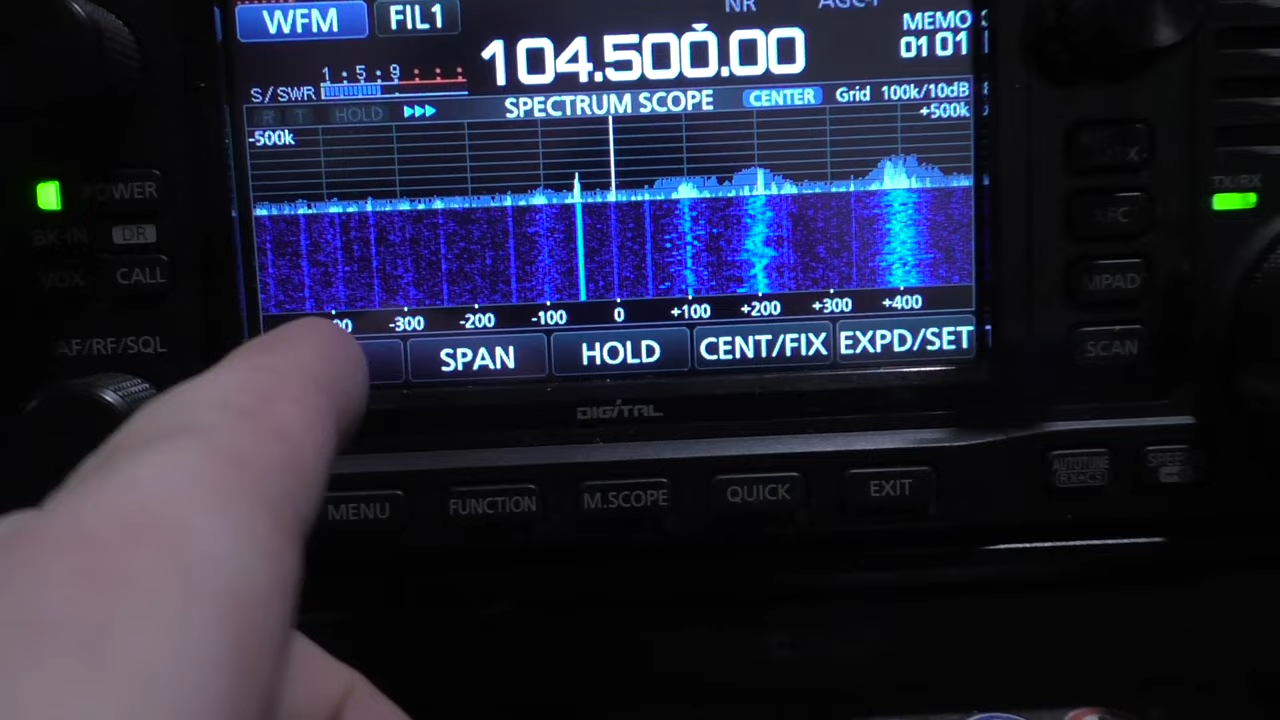 NR AGC-F
WFM FIL1
MEMO
104.500.00 01 01
1 : 5 : 9
S/SWR
SPECTRUM SCOPE CENTER Grid 100k/10dB
R T HOLD
-500k +500k
-300 -200 -100 0 +100 +200 +300 +400
SPAN HOLD CENT/FIX EXPD/SET
DIGITAL
POWER
BK-IN DR
VOX CALL
AF/RF/SQL
TX/RX
MPAD
SCAN
MENU FUNCTION M.SCOPE QUICK EXIT
AUTOTUNE
RX→CS
SPEECH